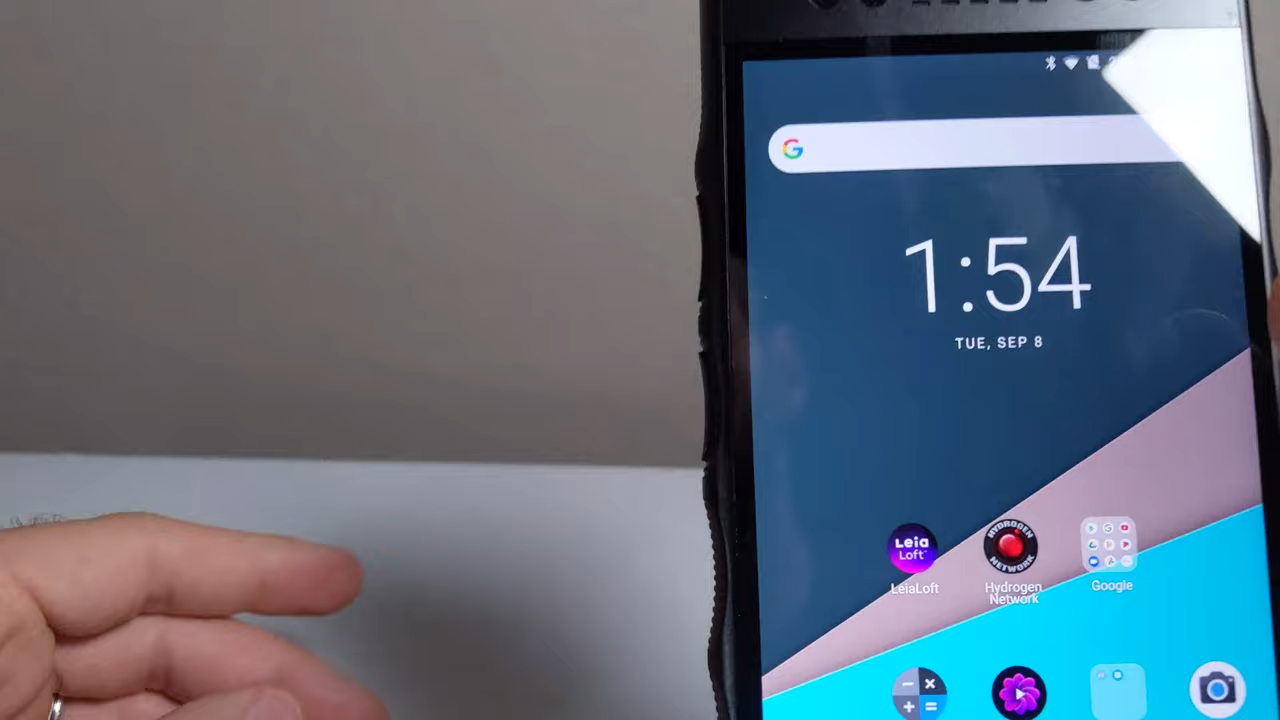 1:54
TUE, SEP 8
Leia
Loft
LeiaLoft
HYDROGEN
NETWORK
Hydrogen
Network
Google